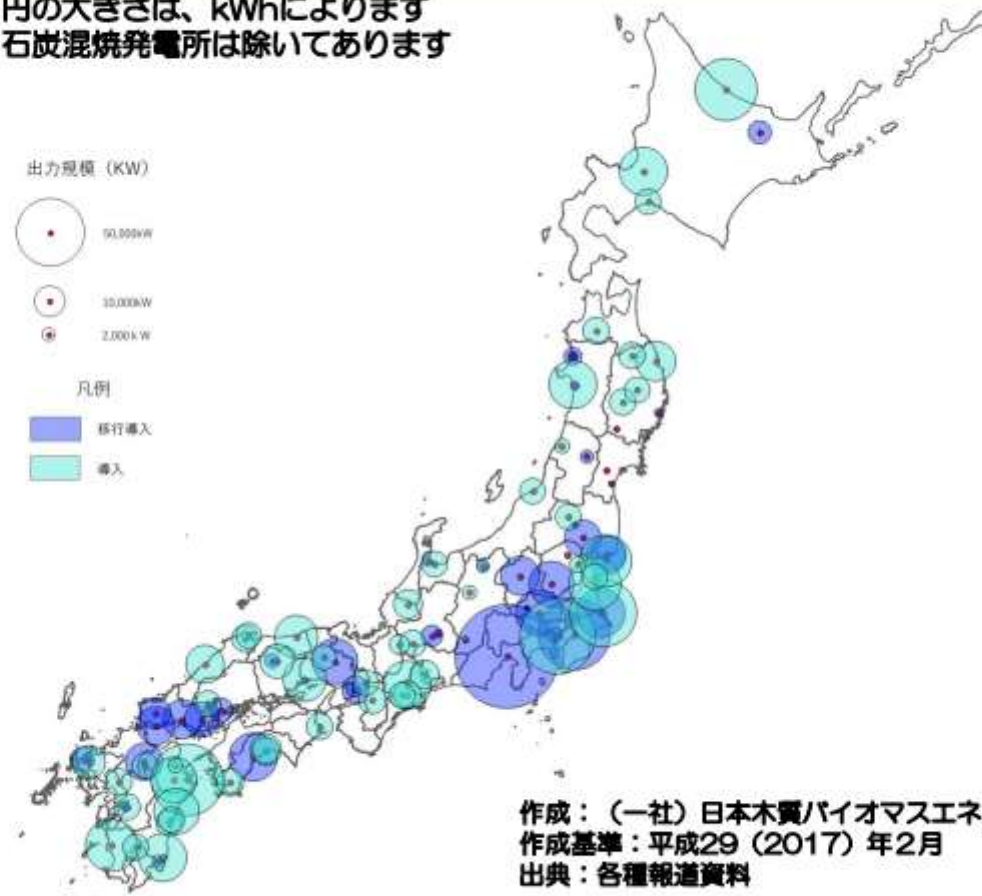 円の大きさは、kWhによります
石炭混焼発電所は除いてあります
出力規模（KW）
50,000kW
10,000kW
2,000kW
凡例
移行導入
導入
作成：（一社）日本木質バイオマスエネ
作成基準：平成29（2017）年2月
出典：各種報道資料